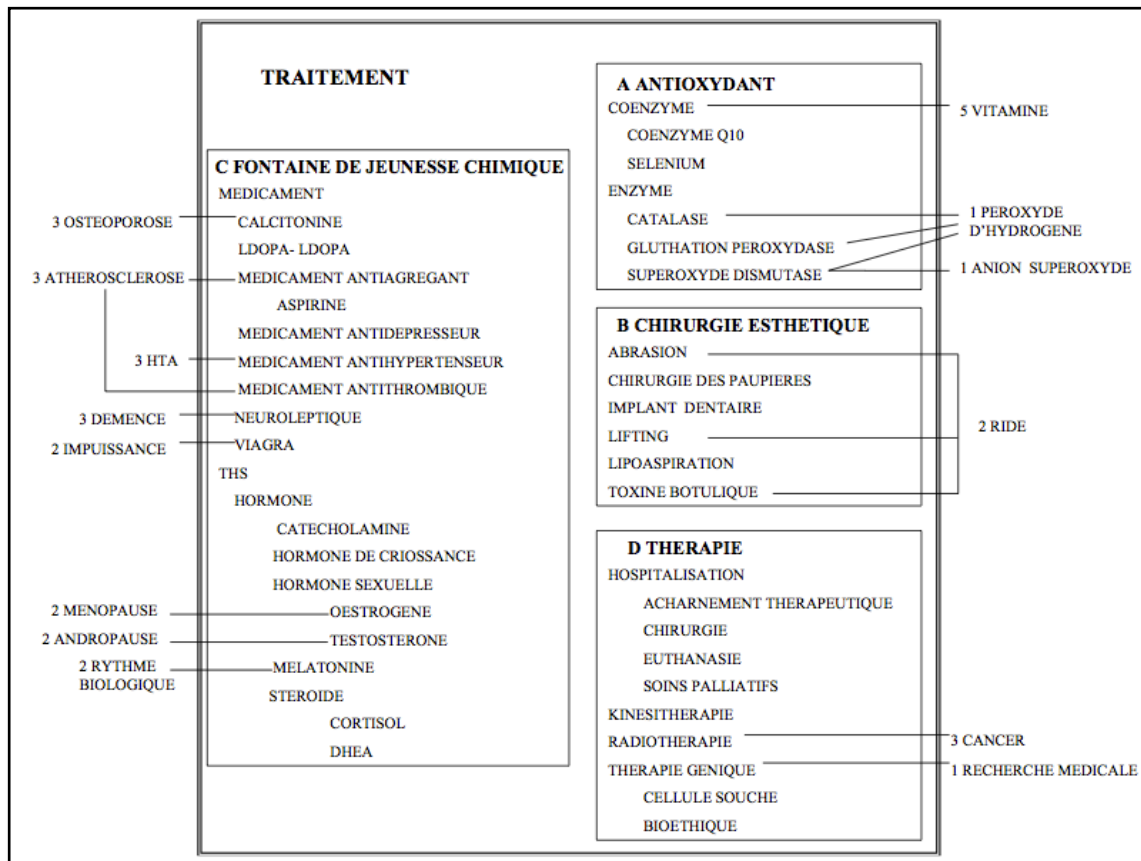 TRAITEMENT
C FONTAINE DE JEUNESSE CHIMIQUE
MEDICAMENT
3 OSTEOPOROSE
CALCITONINE
LDOPA- LDOPA
3 ATHEROSCLEROSE
MEDICAMENT ANTIAGREGANT
ASPIRINE
MEDICAMENT ANTIDEPRESSEUR
3 HTA
MEDICAMENT ANTIHYPERTENSEUR
MEDICAMENT ANTITHROMBIQUE
3 DEMENCE
NEUROLEPTIQUE
2 IMPUISSANCE
VIAGRA
THS
HORMONE
CATECHOLAMINE
HORMONE DE CRIOSSANCE
HORMONE SEXUELLE
2 MENOPAUSE
OESTROGENE
2 ANDROPAUSE
TESTOSTERONE
2 RYTHME
BIOLOGIQUE
MELATONINE
STEROIDE
CORTISOL
DHEA
A ANTIOXYDANT
COENZYME
5 VITAMINE
COENZYME Q10
SELENIUM
ENZYME
CATALASE
1 PEROXYDE
D'HYDROGENE
GLUTHATION PEROXYDASE
SUPEROXYDE DISMUTASE
1 ANION SUPEROXYDE
B CHIRURGIE ESTHETIQUE
ABRASION
CHIRURGIE DES PAUPIERES
IMPLANT DENTAIRE
LIFTING
2 RIDE
LIPOASPIRATION
TOXINE BOTULIQUE
D THERAPIE
HOSPITALISATION
ACHARNEMENT THERAPEUTIQUE
CHIRURGIE
EUTHANASIE
SOINS PALLIATIFS
KINESITHERAPIE
RADIOTHERAPIE
3 CANCER
THERAPIE GENIQUE
1 RECHERCHE MEDICALE
CELLULE SOUCHE
BIOETHIQUE